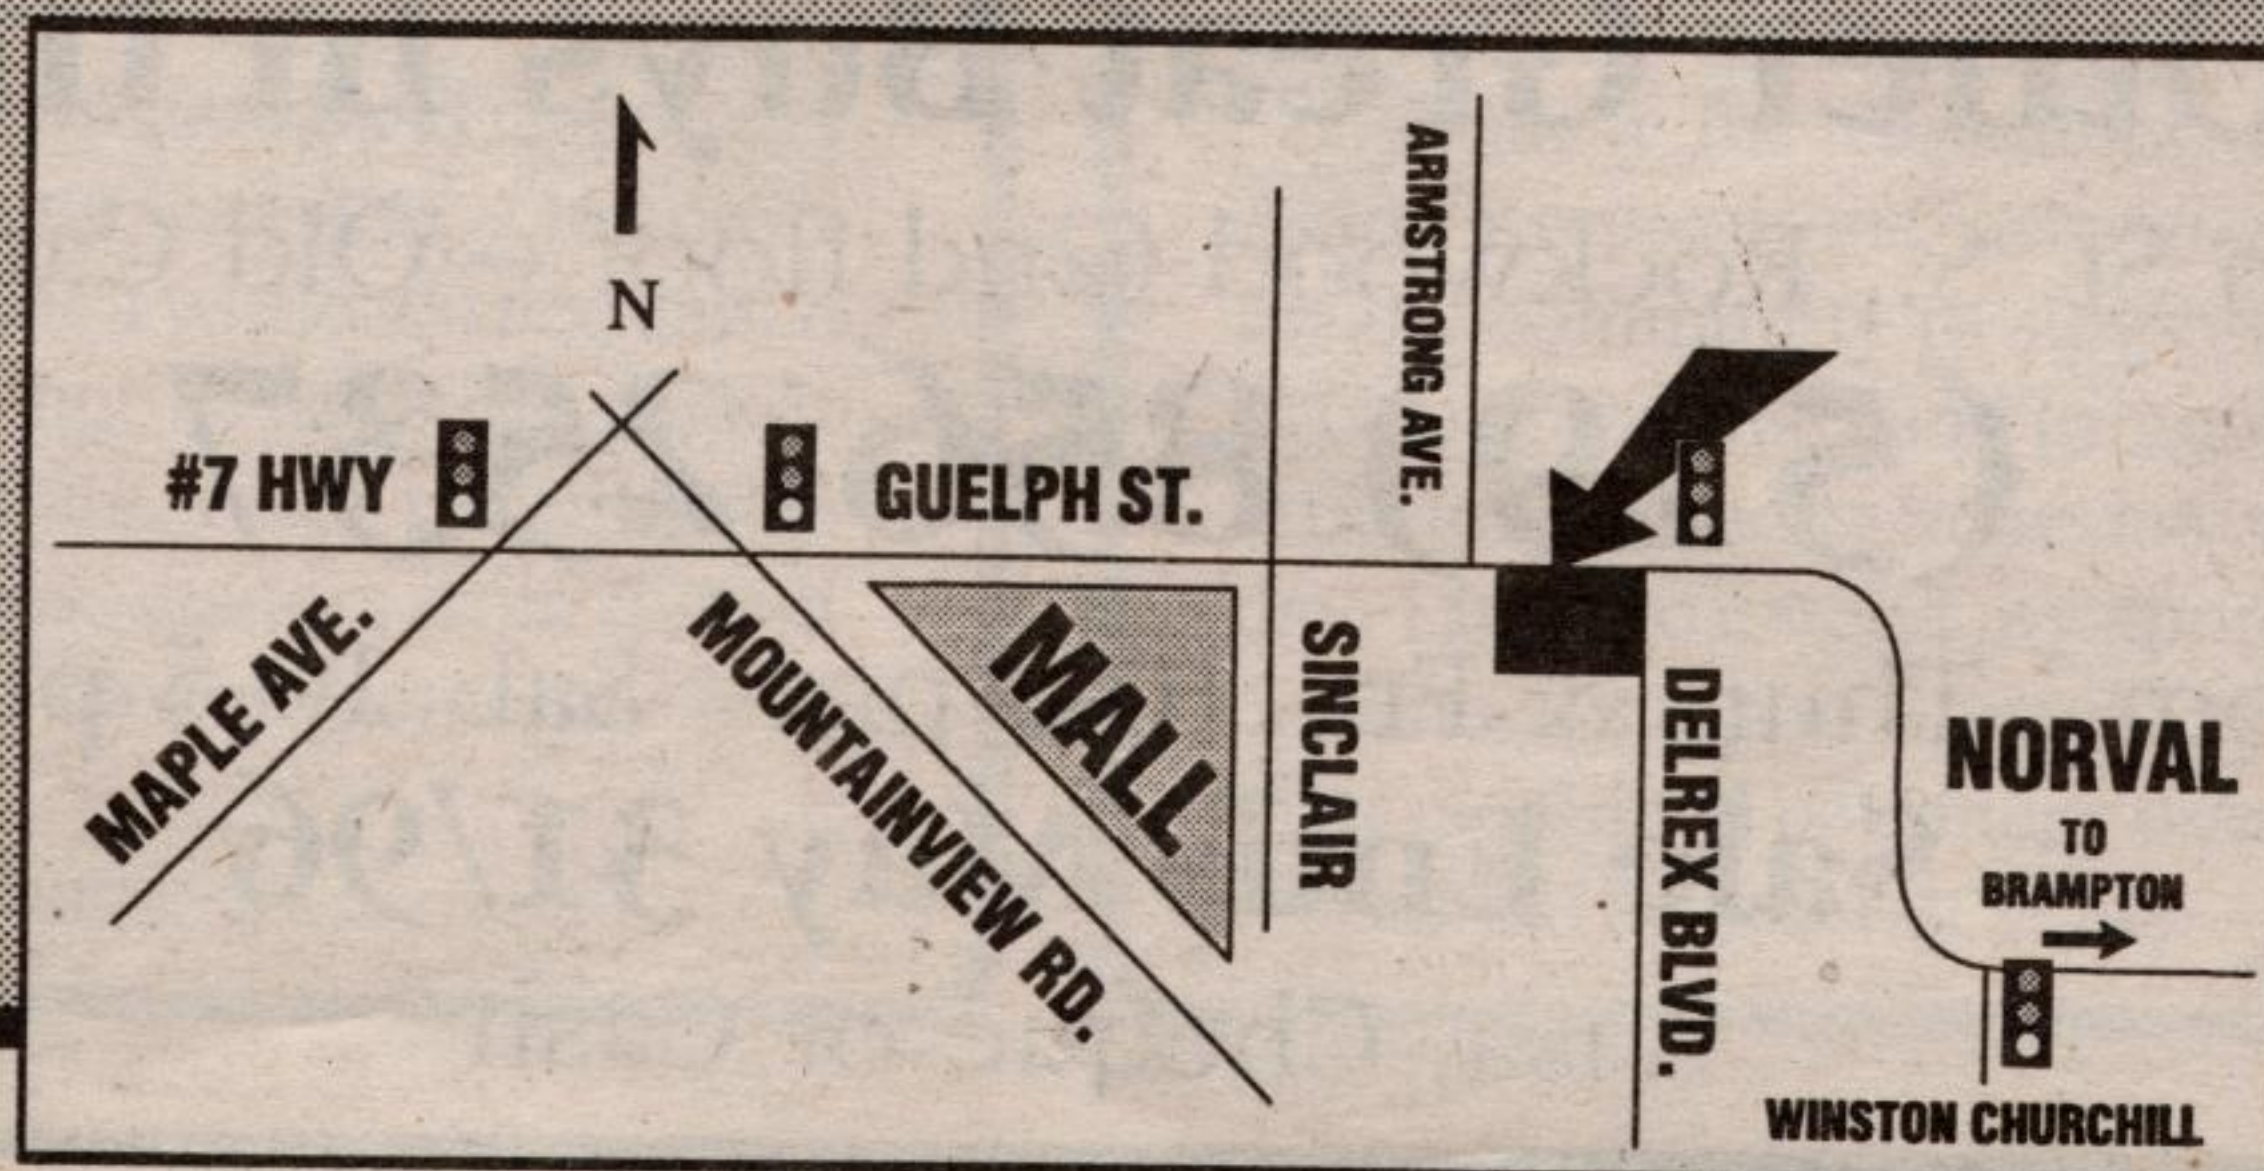 N
ARMSTRONG AVE.
#7 HWY
GUELPH ST.
MAPLE AVE.
MOUNTAINVIEW RD.
MALL
SINCLAIR
DELREX BLVD.
NORVAL
TO
BRAMPTON
WINSTON CHURCHILL